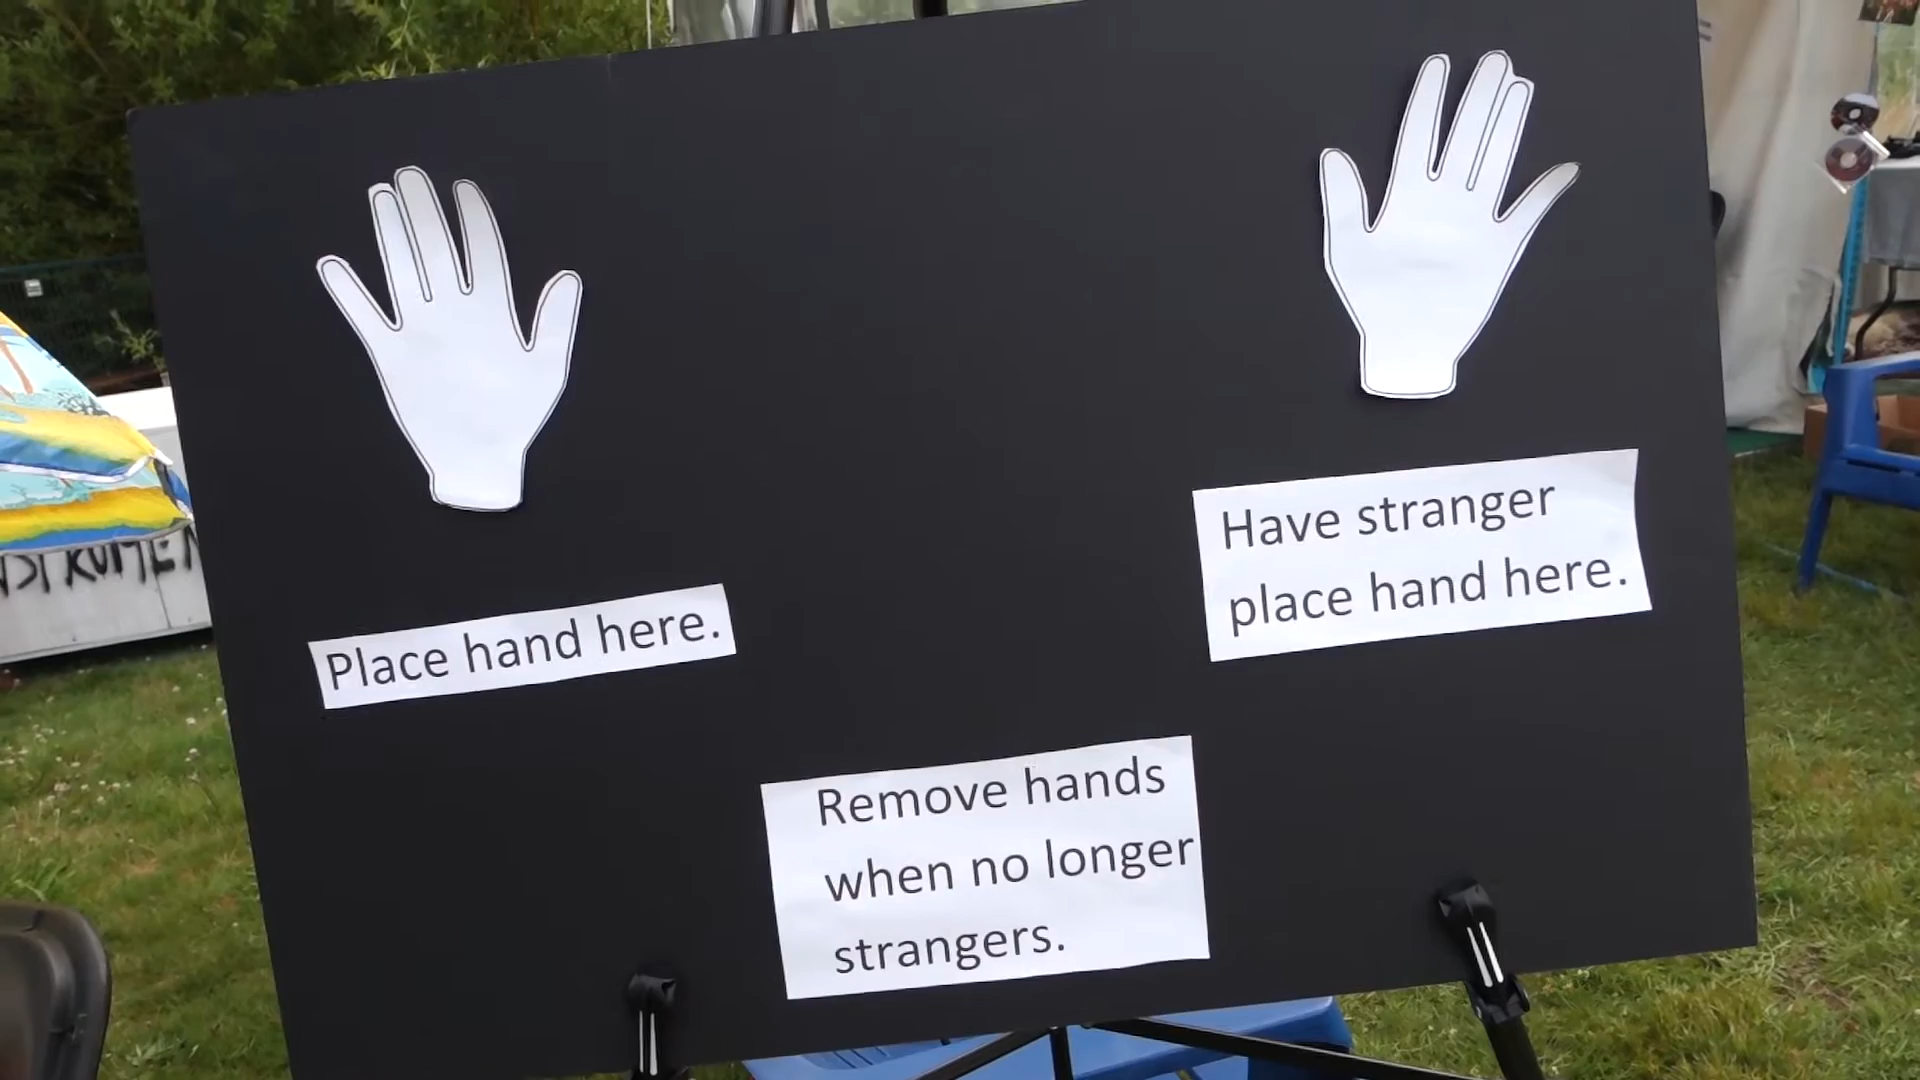 Place hand here.
Have stranger
place hand here.
Remove hands
when no longer
strangers.